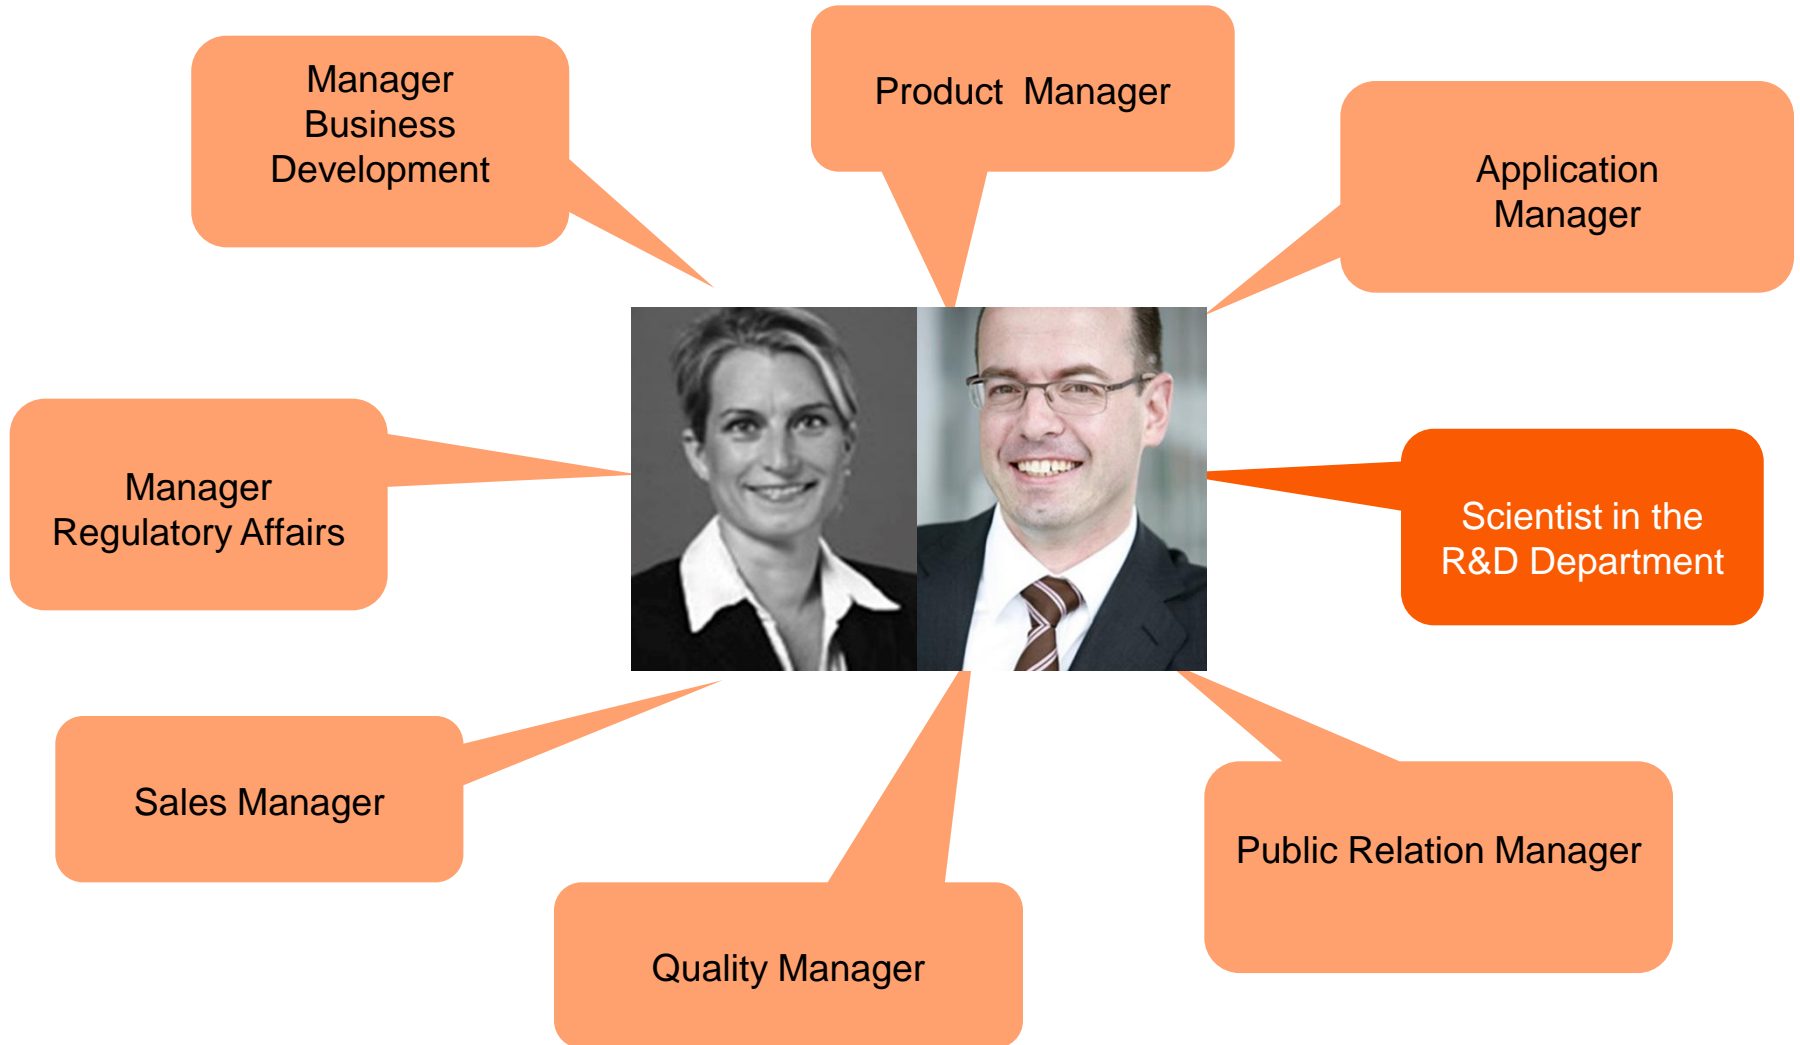 Manager
Business
Development
Product  Manager
Application
Manager
Manager
Regulatory Affairs
Scientist in the
R&D Department
Sales Manager
Public Relation Manager
Quality Manager